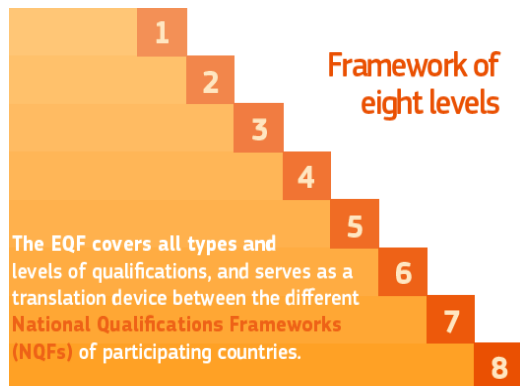 1
Framework of
eight levels
2
3
4
5
The EQF covers all types and
levels of qualifications, and serves as a
translation device between the different
National Qualifications Frameworks
(NQFs) of participating countries.
6
7
8